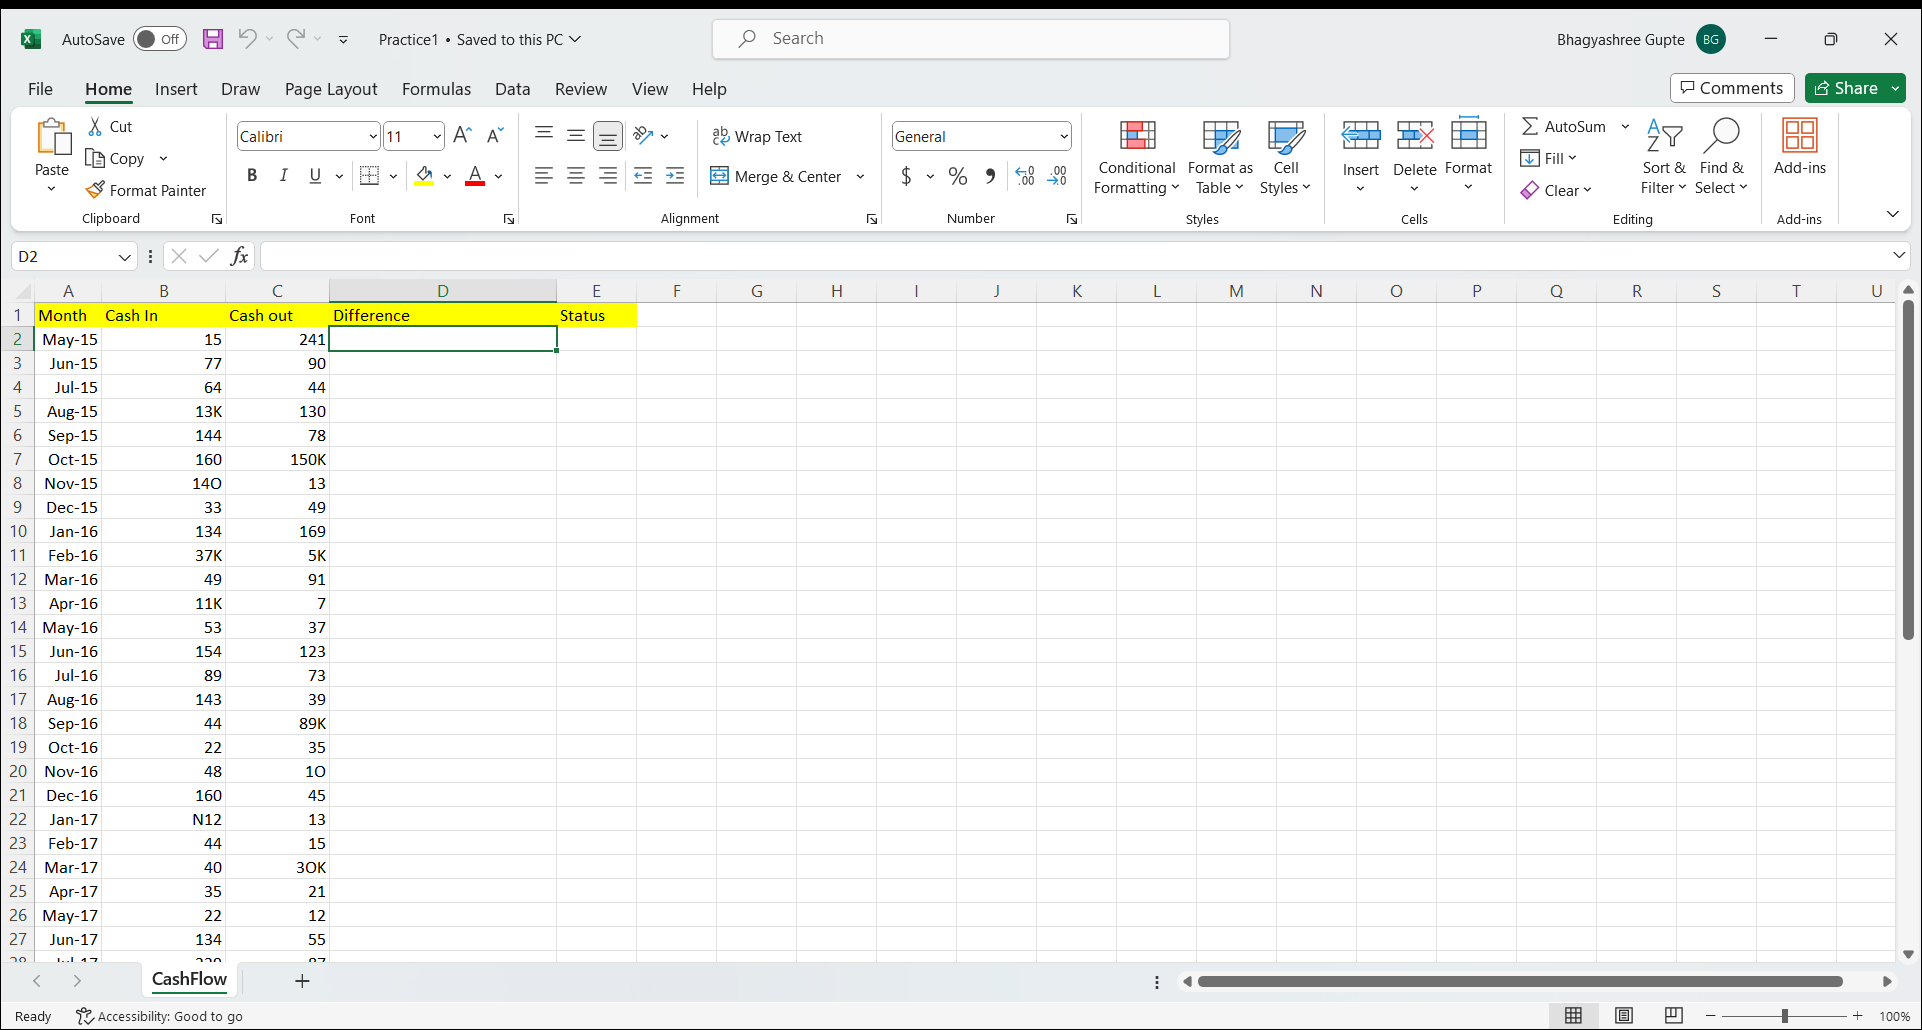 AutoSave Off Practice1 • Saved to this PC Search Bhagyashree Gupte BG
File Home Insert Draw Page Layout Formulas Data Review View Help Comments Share
Paste Cut Copy Format Painter Clipboard
Calibri 11 B I U A Font
Wrap Text Merge & Center Alignment
General $ % Number
Conditional Formatting Format as Table Cell Styles Styles
Insert Delete Format Cells
AutoSum Fill Clear Sort & Filter Find & Select Editing
Add-ins Add-ins
D2 fx
A B C D E F G H I J K L M N O P Q R S T U
1 Month Cash In Cash out Difference Status
2 May-15 15 241
3 Jun-15 77 90
4 Jul-15 64 44
5 Aug-15 13K 130
6 Sep-15 144 78
7 Oct-15 160 150K
8 Nov-15 14O 13
9 Dec-15 33 49
10 Jan-16 134 169
11 Feb-16 37K 5K
12 Mar-16 49 91
13 Apr-16 11K 7
14 May-16 53 37
15 Jun-16 154 123
16 Jul-16 89 73
17 Aug-16 143 39
18 Sep-16 44 89K
19 Oct-16 22 35
20 Nov-16 48 1O
21 Dec-16 160 45
22 Jan-17 N12 13
23 Feb-17 44 15
24 Mar-17 40 3OK
25 Apr-17 35 21
26 May-17 22 12
27 Jun-17 134 55
28 Jul-17
CashFlow
Ready Accessibility: Good to go 100%